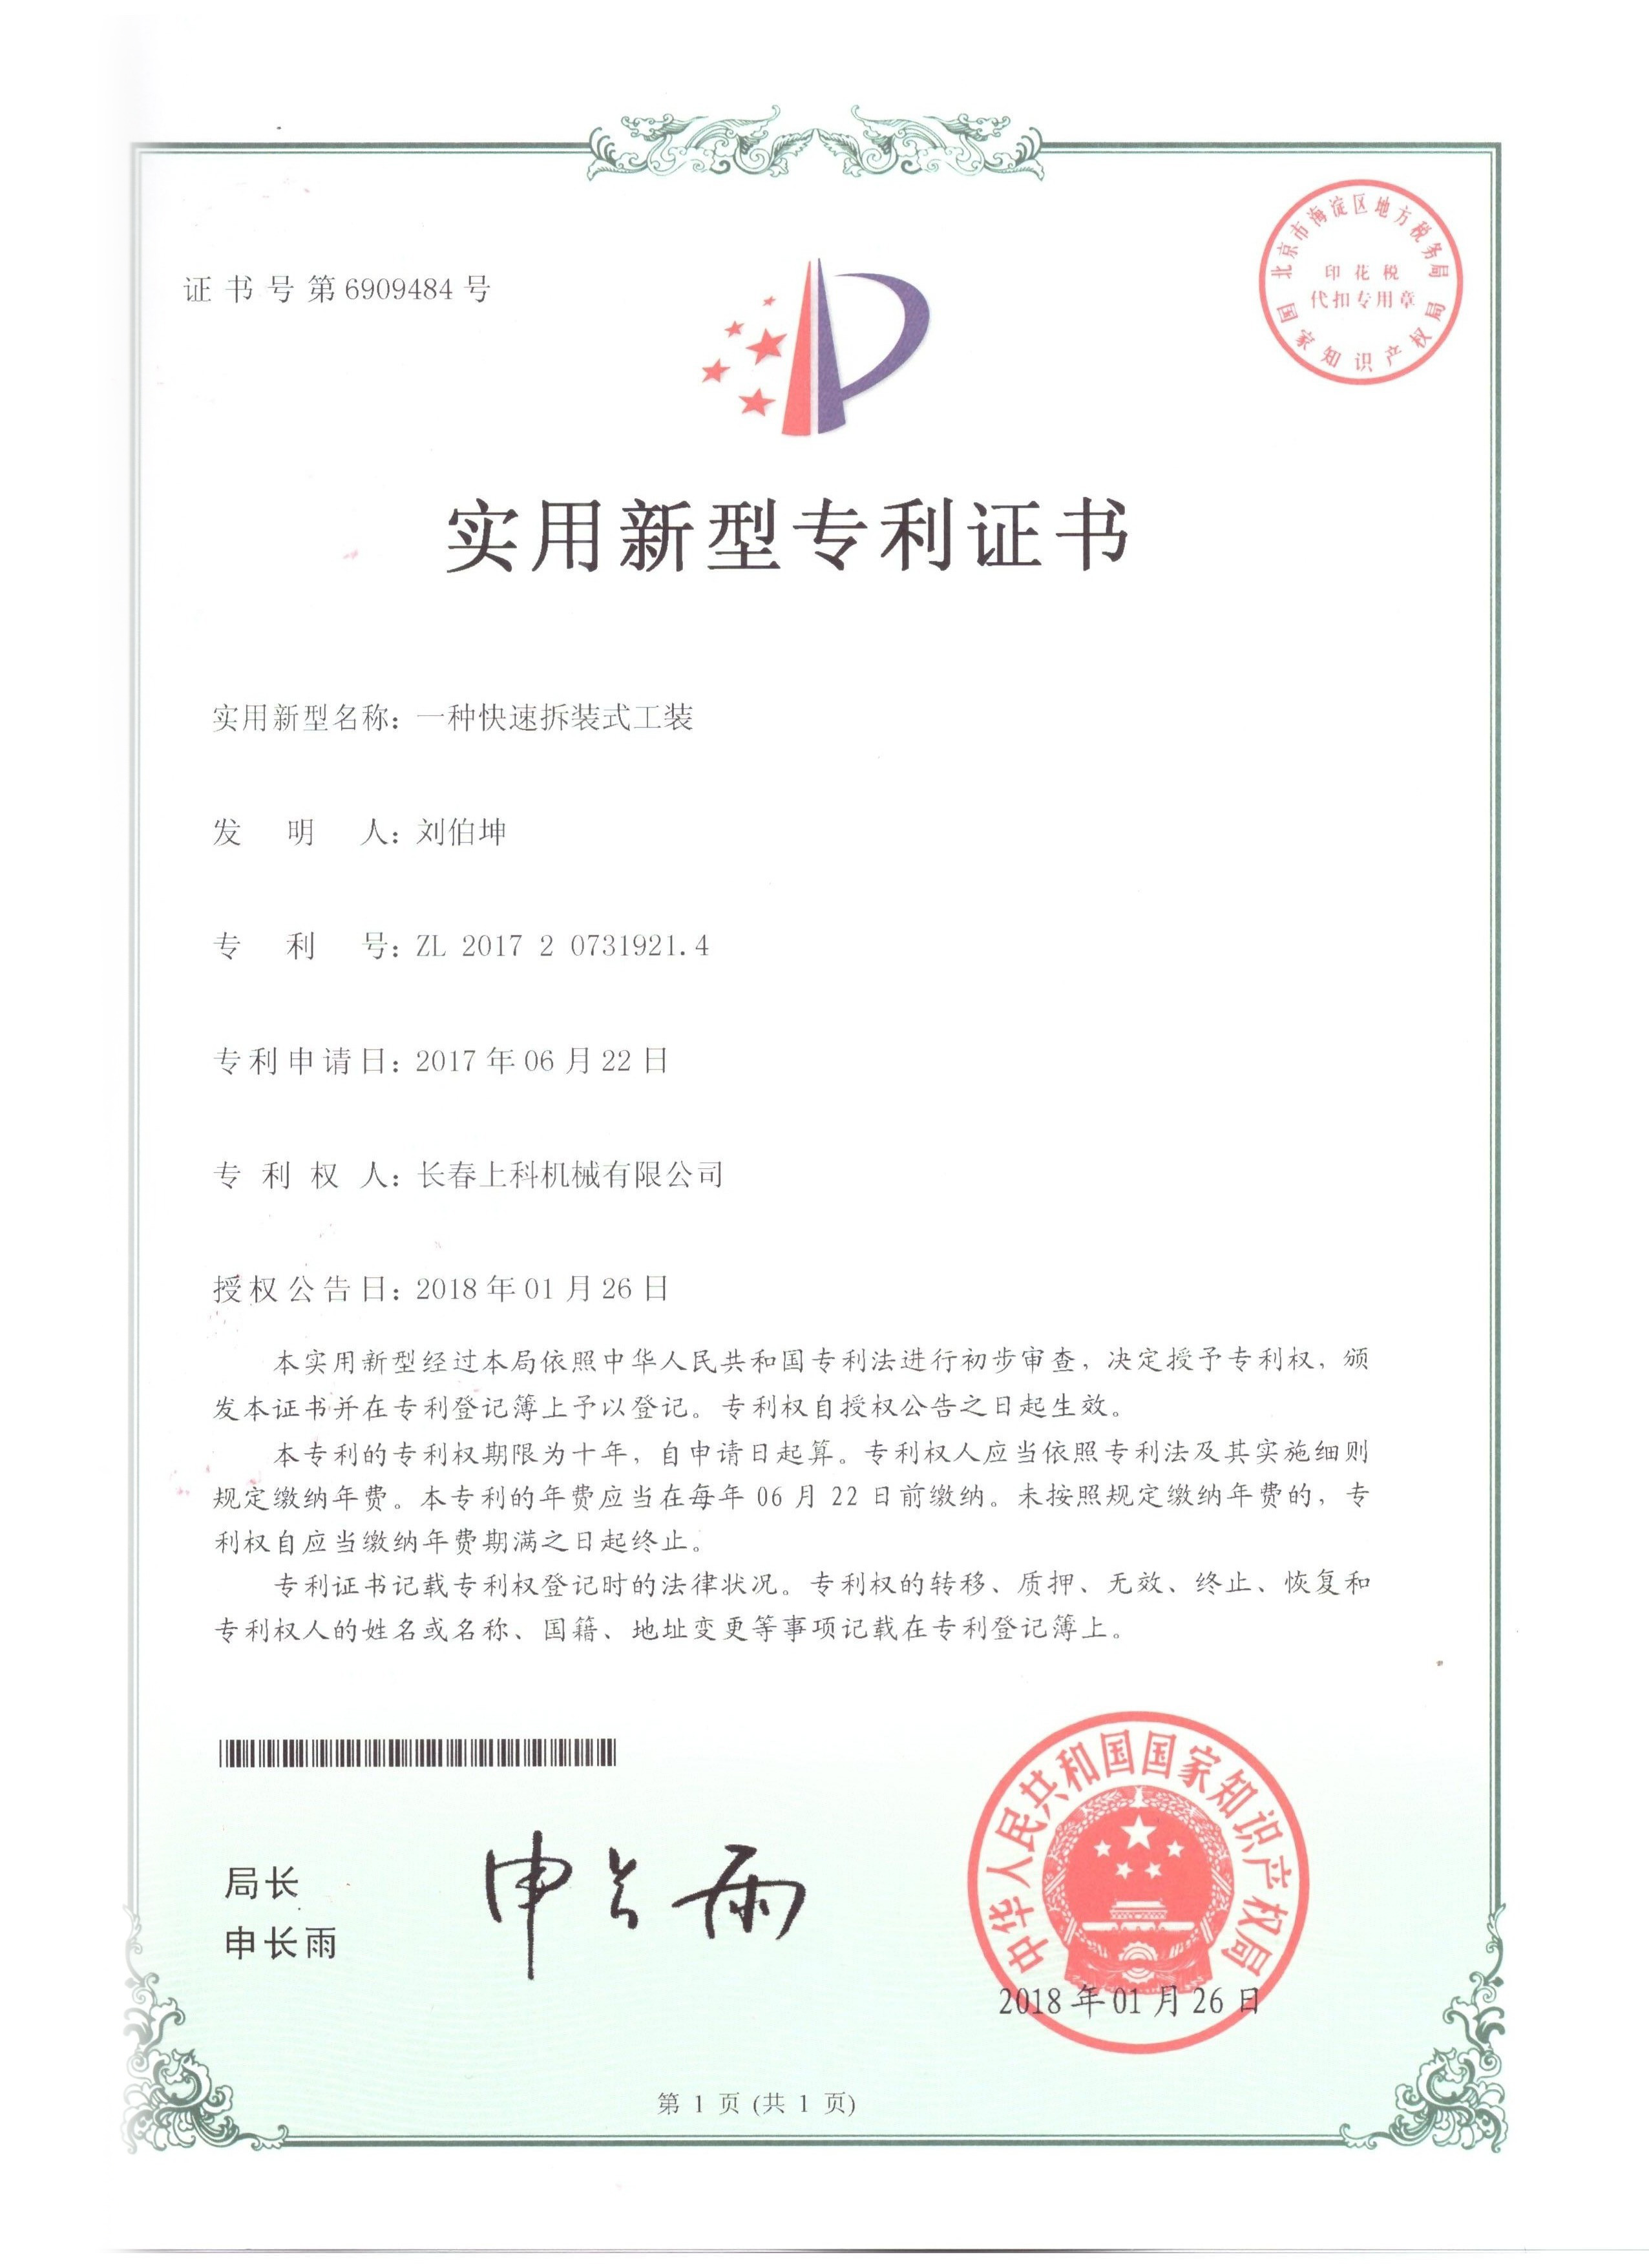 证书号第6909484号
北京市海淀区地方税务局
印花税
代扣专用章
国家知识产权局
实用新型专利证书
实用新型名称：一种快速拆装式工装
发明人：刘伯坤
专利号：ZL 2017 2 0731921.4
专利申请日：2017年06月22日
专利权人：长春上科机械有限公司
授权公告日：2018年01月26日
本实用新型经过本局依照中华人民共和国专利法进行初步审查，决定授予专利权，颁
发本证书并在专利登记簿上予以登记。专利权自授权公告之日起生效。
本专利的专利权期限为十年，自申请日起算。专利权人应当依照专利法及其实施细则
规定缴纳年费。本专利的年费应当在每年06月22日前缴纳。未按照规定缴纳年费的，专
利权自应当缴纳年费期满之日起终止。
专利证书记载专利权登记时的法律状况。专利权的转移、质押、无效、终止、恢复和
专利权人的姓名或名称、国籍、地址变更等事项记载在专利登记簿上。
局长
申长雨
申长雨
中华人民共和国国家知识产权局
2018年01月26日
第 1 页 (共 1 页)